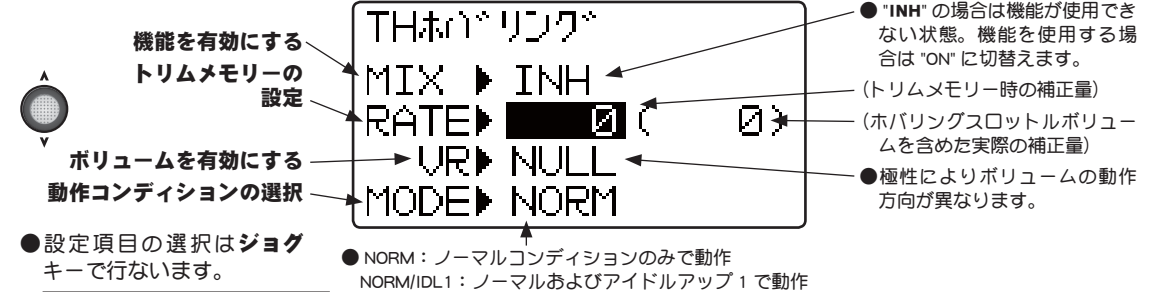 機能を有効にする
トリムメモリーの
設定
ボリュームを有効にする
動作コンディションの選択
●設定項目の選択はジョグ
キーで行ないます。
THホバリング
MIX ▶ INH
RATE▶ 0 ( 0)
VR▶ NULL
MODE▶ NORM
● "INH" の場合は機能が使用でき
ない状態。機能を使用する場
合は "ON" に切替えます。
(トリムメモリー時の補正量)
(ホバリングスロットルボリュー
ムを含めた実際の補正量)
●極性によりボリュームの動作
方向が異なります。
● NORM：ノーマルコンディションのみで動作
NORM/IDL1：ノーマルおよびアイドルアップ 1 で動作